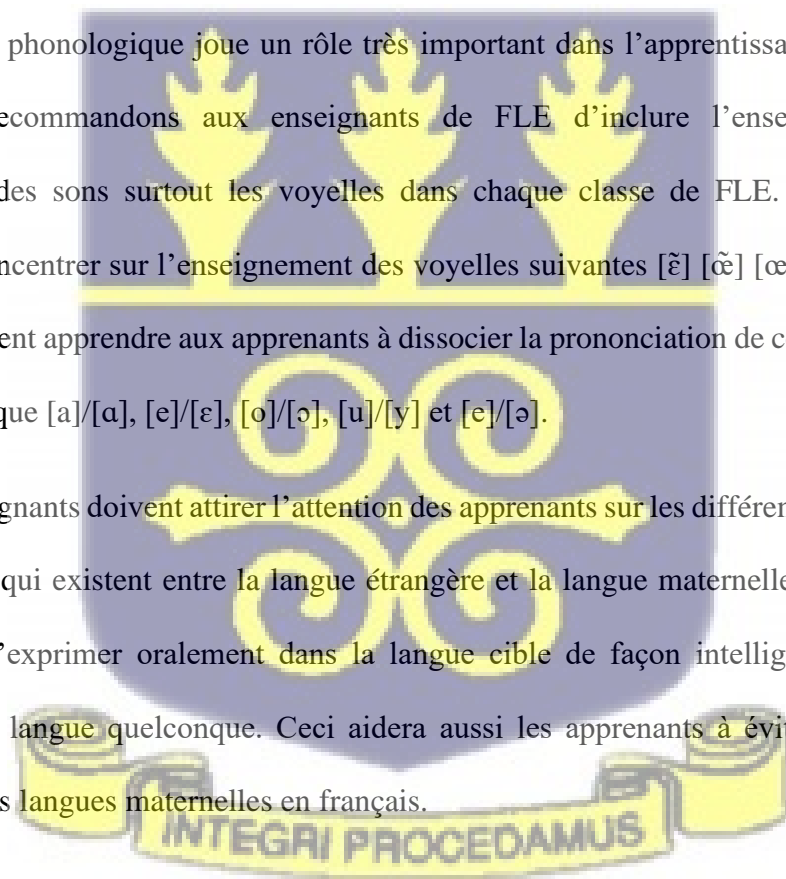 phonologique joue un rôle très important dans l’apprentissa
ecommandons aux enseignants de FLE d’inclure l’ense
des sons surtout les voyelles dans chaque classe de FLE.
ncentrer sur l’enseignement des voyelles suivantes [ɛ̃] [œ̃] [œ
ent apprendre aux apprenants à dissocier la prononciation de c
que [a]/[ɑ], [e]/[ɛ], [o]/[ɔ], [u]/[y] et [e]/[ə].
gnants doivent attirer l’attention des apprenants sur les différen
qui existent entre la langue étrangère et la langue maternelle
’exprimer oralement dans la langue cible de façon intellig
langue quelconque. Ceci aidera aussi les apprenants à évit
s langues maternelles en français.
INTEGRI PROCEDAMUS